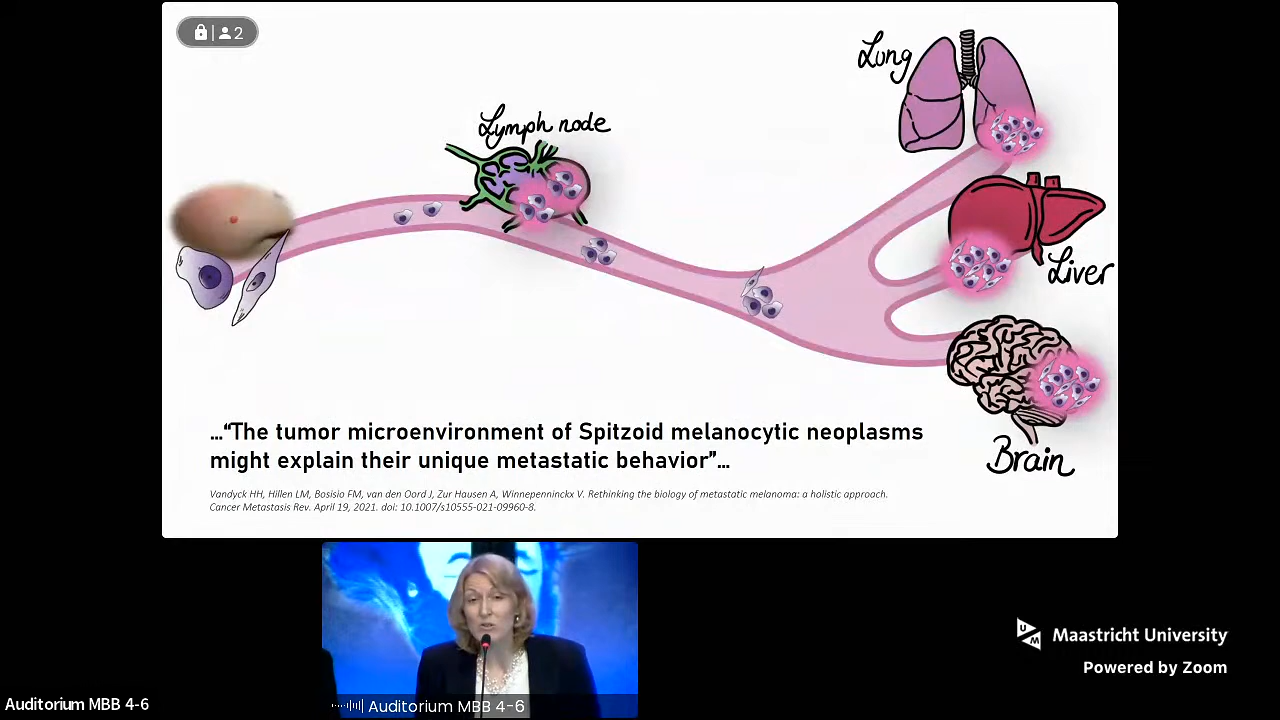 2
Lung
Lymph node
Liver
Brain
..."The tumor microenvironment of Spitzoid melanocytic neoplasms
might explain their unique metastatic behavior"...
Vandyck HH, Hillen LM, Bosisio FM, van den Oord J, Zur Hausen A, Winnepenninckx V. Rethinking the biology of metastatic melanoma: a holistic approach.
Cancer Metastasis Rev. April 19, 2021. doi: 10.1007/s10555-021-09960-8.
UM
Maastricht University
Powered by Zoom
Auditorium MBB 4-6
Auditorium MBB 4-6